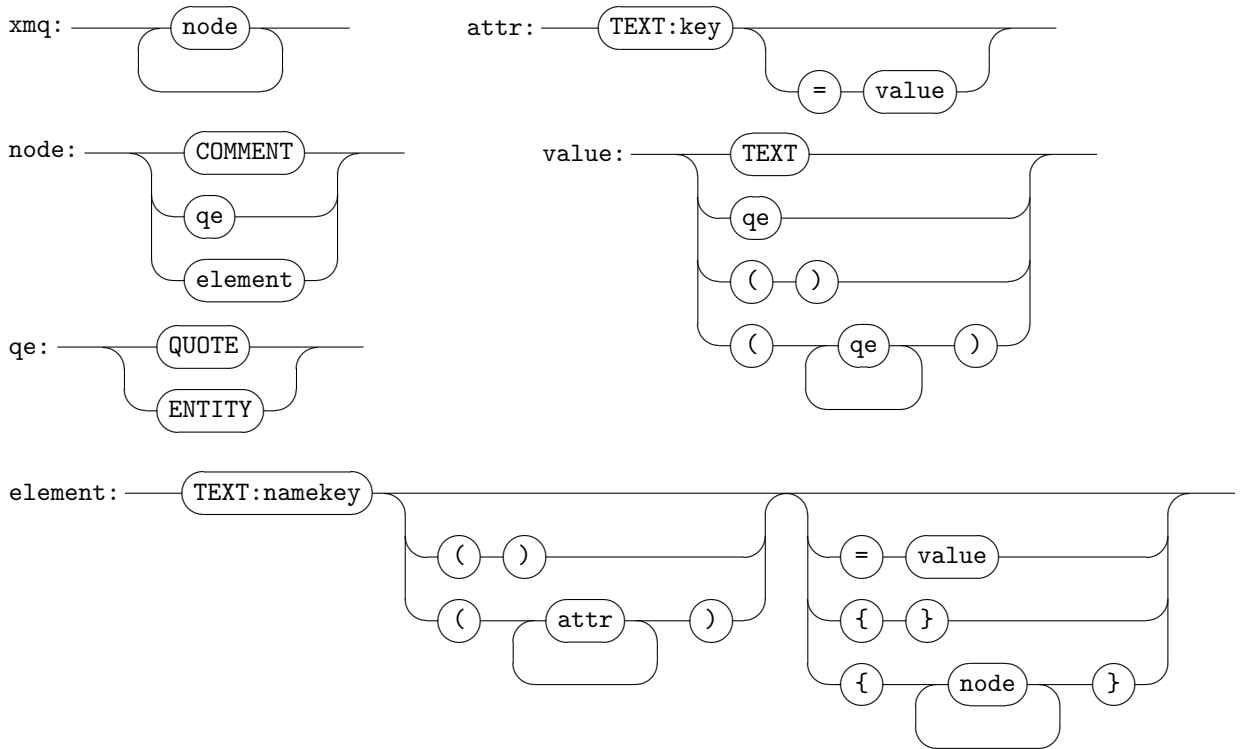 xmq: node
attr: TEXT:key
= value
node: COMMENT
qe
element
value: TEXT
qe
( )
( qe )
qe: QUOTE
ENTITY
element: TEXT:namekey
( )
( attr )
= value
{ }
{ node }